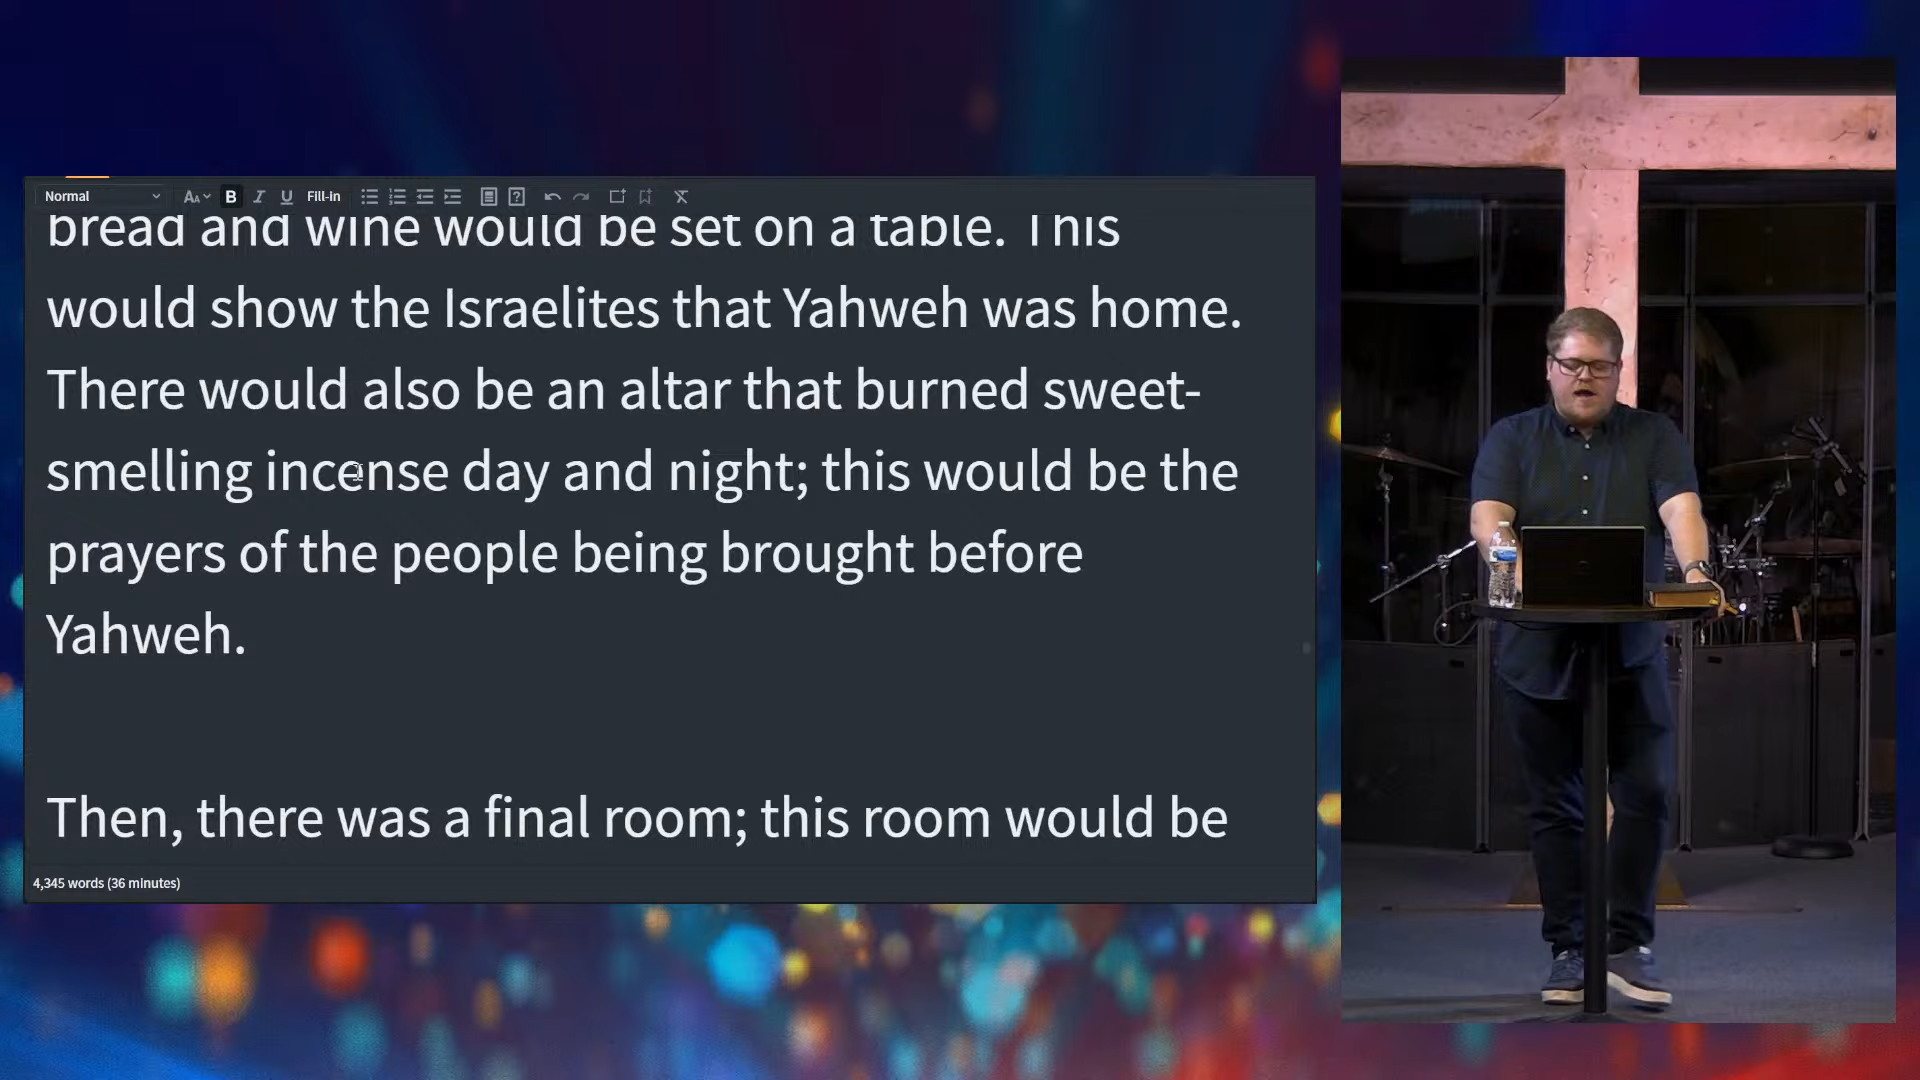 Normal
B
I
U
Fill-in
bread and wine would be set on a table. This
would show the Israelites that Yahweh was home.
There would also be an altar that burned sweet-
smelling incense day and night; this would be the
prayers of the people being brought before
Yahweh.
Then, there was a final room; this room would be
4,345 words (36 minutes)